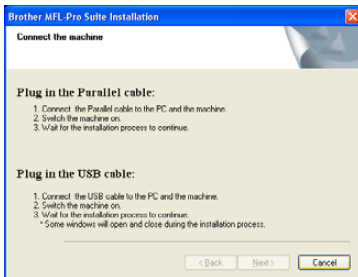 Brother MFL-Pro Suite Installation
Connect the machine
Plug in the Parallel cable:
1. Connect the Parallel cable to the PC and the machine.
2. Switch the machine on.
3. Wait for the installation process to continue.
Plug in the USB cable:
1. Connect the USB cable to the PC and the machine.
2. Switch the machine on.
3. Wait for the installation process to continue.
* Some windows will open and close during the installation process.
< Back Next > Cancel